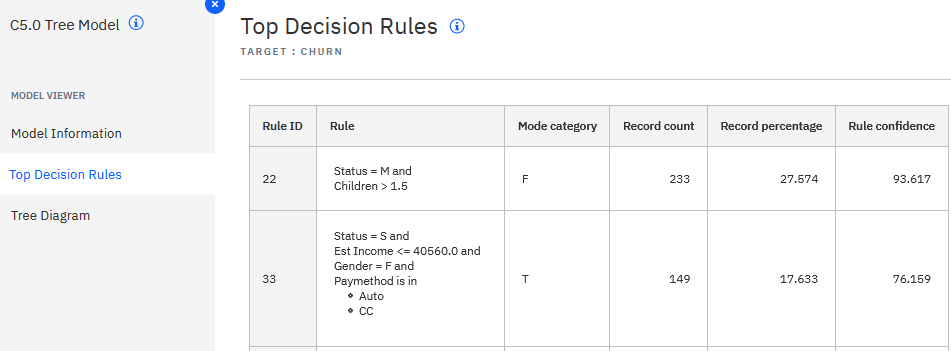 C5.0 Tree Model
MODEL VIEWER
Model Information
Top Decision Rules
Tree Diagram
Top Decision Rules
TARGET : CHURN
Rule ID Rule Mode category Record count Record percentage Rule confidence
22 Status = M and F 233 27.574 93.617
Children > 1.5
Status = S and
Est Income <= 40560.0 and
Gender = F and
33 Paymethod is in T 149 17.633 76.159
Auto
CC